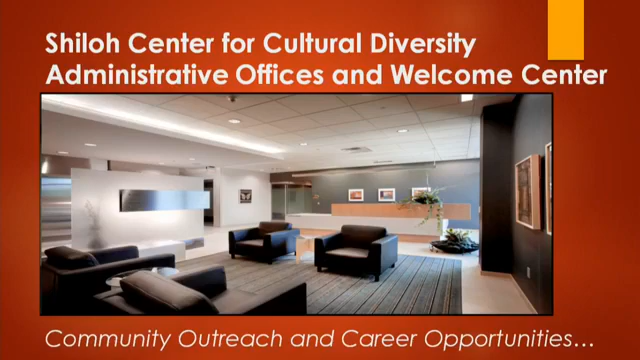 Shiloh Center for Cultural Diversity
Administrative Offices and Welcome Center
Community Outreach and Career Opportunities…